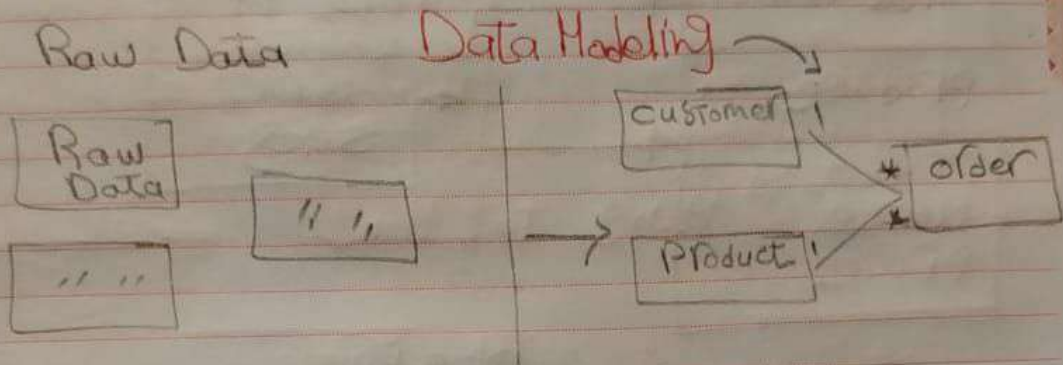 Raw Data
Data Modeling
Raw
Data
〃 〃
〃 〃
customer 1
* order
*
Product 1